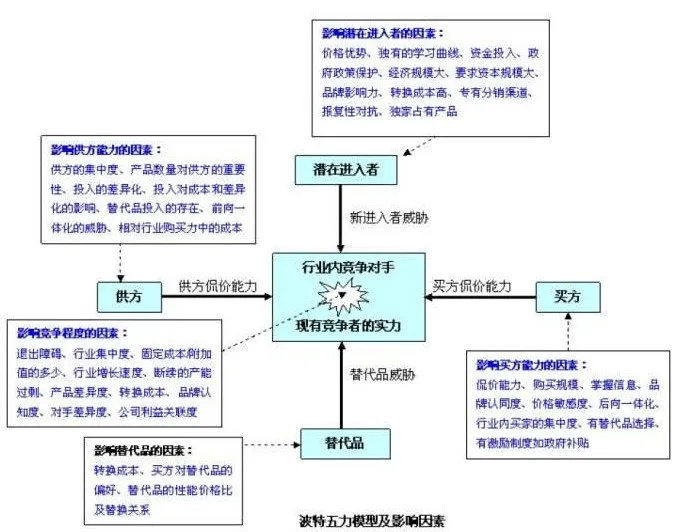 影响潜在进入者的因素：
价格优势、独有的学习曲线、资金投入、政
府政策保护、经济规模大、要求资本规模大、
品牌影响力、转换成本高、专有分销渠道、
报复性对抗、独家占有产品
影响供方能力的因素：
供方的集中度、产品数量对供方的重要
性、投入的差异化、投入对成本和差异
化的影响、替代品投入的存在、前向一
体化的威胁、相对行业购买力中的成本
潜在进入者
新进入者威胁
行业内竞争对手
现有竞争者的实力
供方
供方侃价能力
买方侃价能力
买方
影响竞争程度的因素：
退出障碍、行业集中度、固定成本/附加
值的多少、行业增长速度、断续的产能
过剩、产品差异度、转换成本、品牌认
知度、对手差异度、公司利益关联度
影响买方能力的因素：
侃价能力、购买规模、掌握信息、品
牌认同度、价格敏感度、后向一体化、
行业内买家的集中度、有替代品选择、
有激励制度如政府补贴
替代品威胁
替代品
影响替代品的因素：
转换成本、买方对替代品的
偏好、替代品的性能价格比
及替换关系
波特五力模型及影响因素